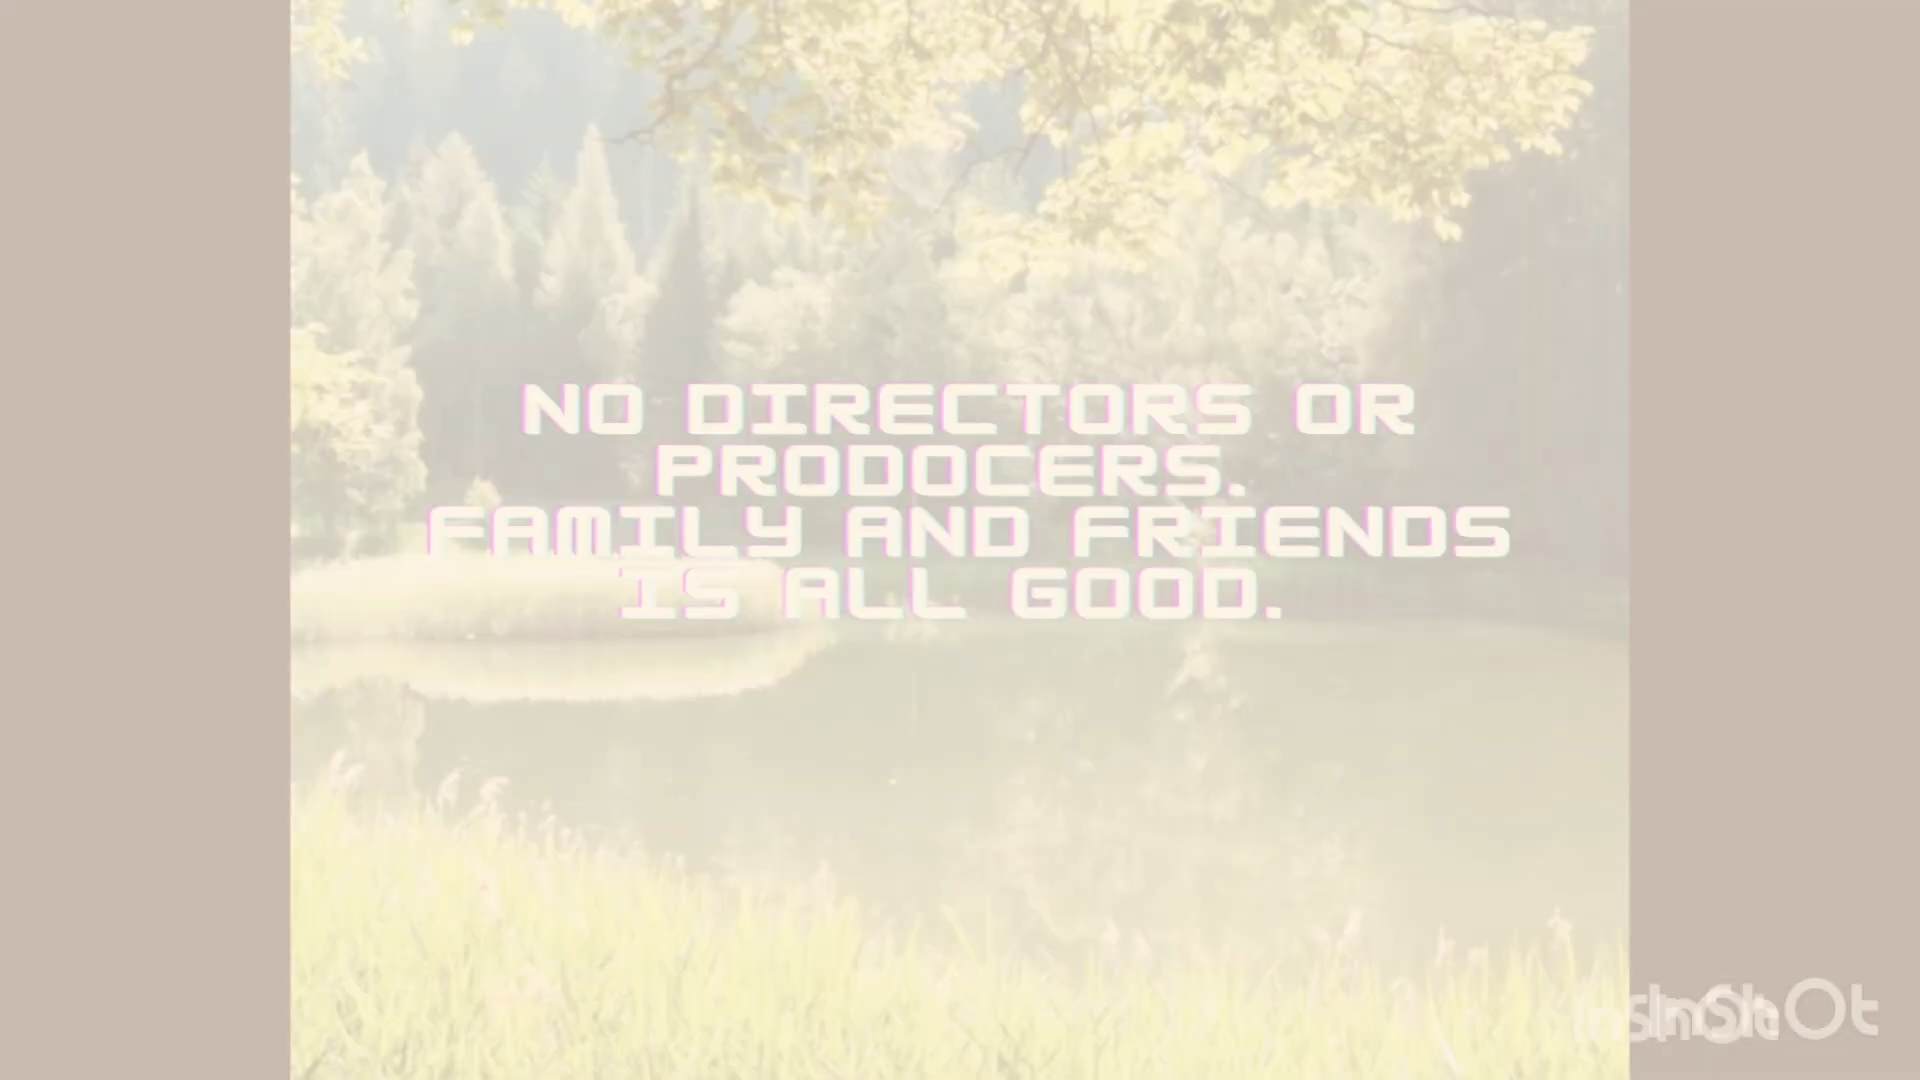 NO DIRECTORS OR
PRODOCERS.
FAMILY AND FRIENDS
IS ALL GOOD.
InShOt